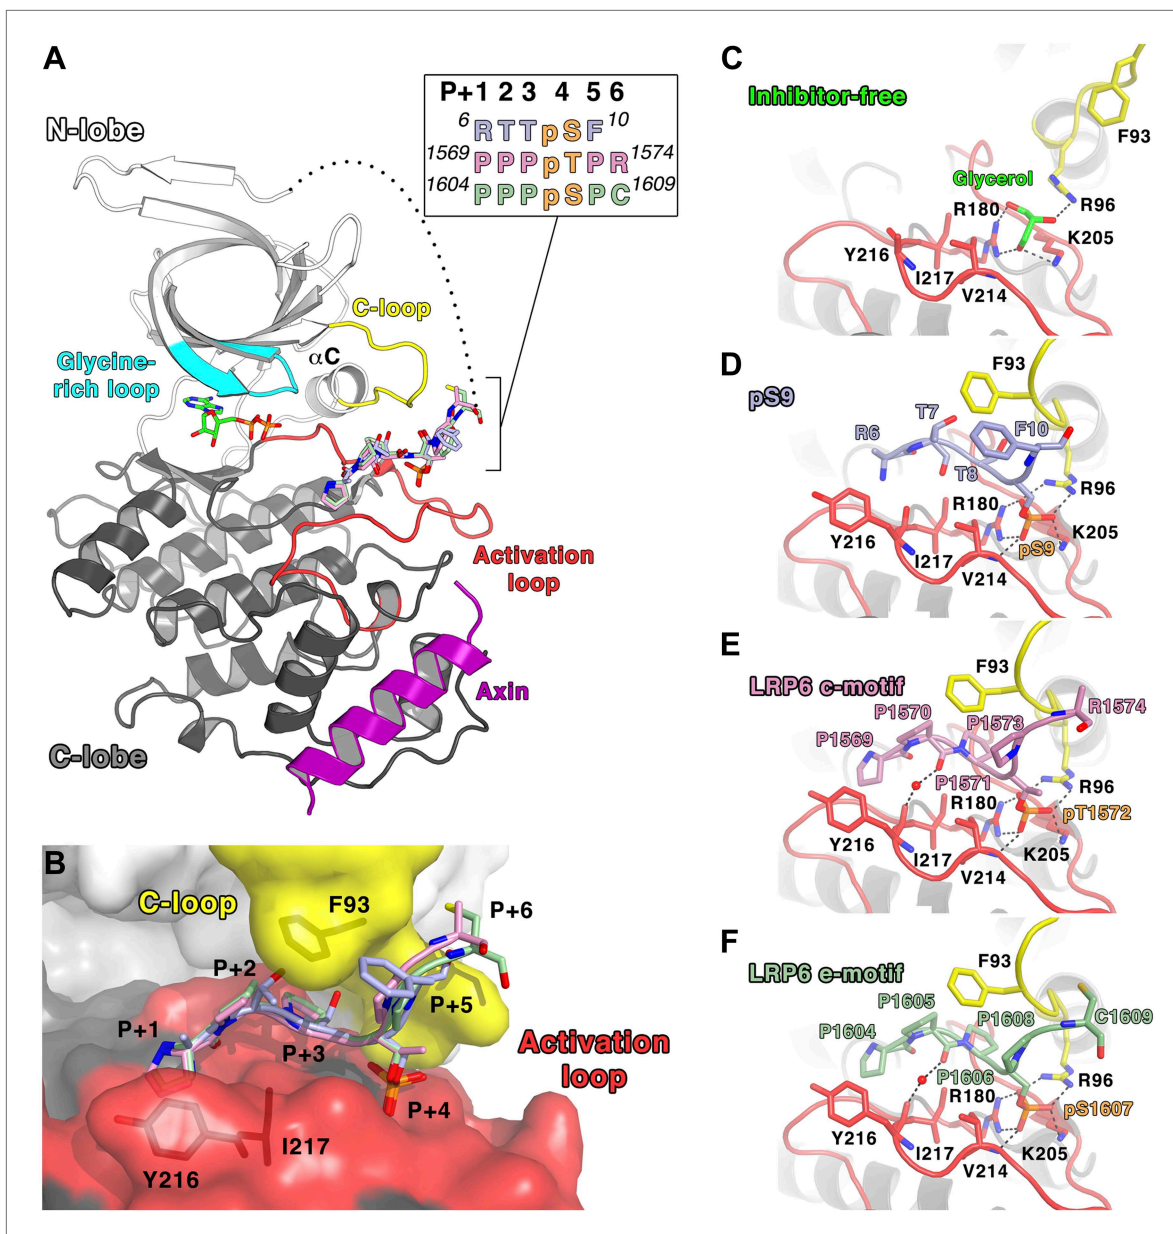 A
N-lobe
P+1 2 3 4 5 6
6 RTTpSF 10
1569 PPPpTPR 1574
1604 PPPpSPC 1609
C-loop
αC
Glycine-
rich loop
Activation
loop
Axin
C-lobe
B
C-loop
F93
P+6
P+2
P+5
P+1
P+3
Activation
loop
P+4
I217
Y216
C
Inhibitor-free
F93
Glycerol
R180
R96
K205
Y216
I217
V214
D
F93
pS9
T7
R6
F10
T8
R96
R180
K205
Y216
pS9
I217
V214
E
F93
LRP6 c-motif
R1574
P1570
P1573
P1569
P1571
R96
R180
pT1572
Y216
I217
K205
V214
F
F93
LRP6 e-motif
P1605
C1609
P1608
P1604
P1606
R96
R180
pS1607
Y216
I217
K205
V214